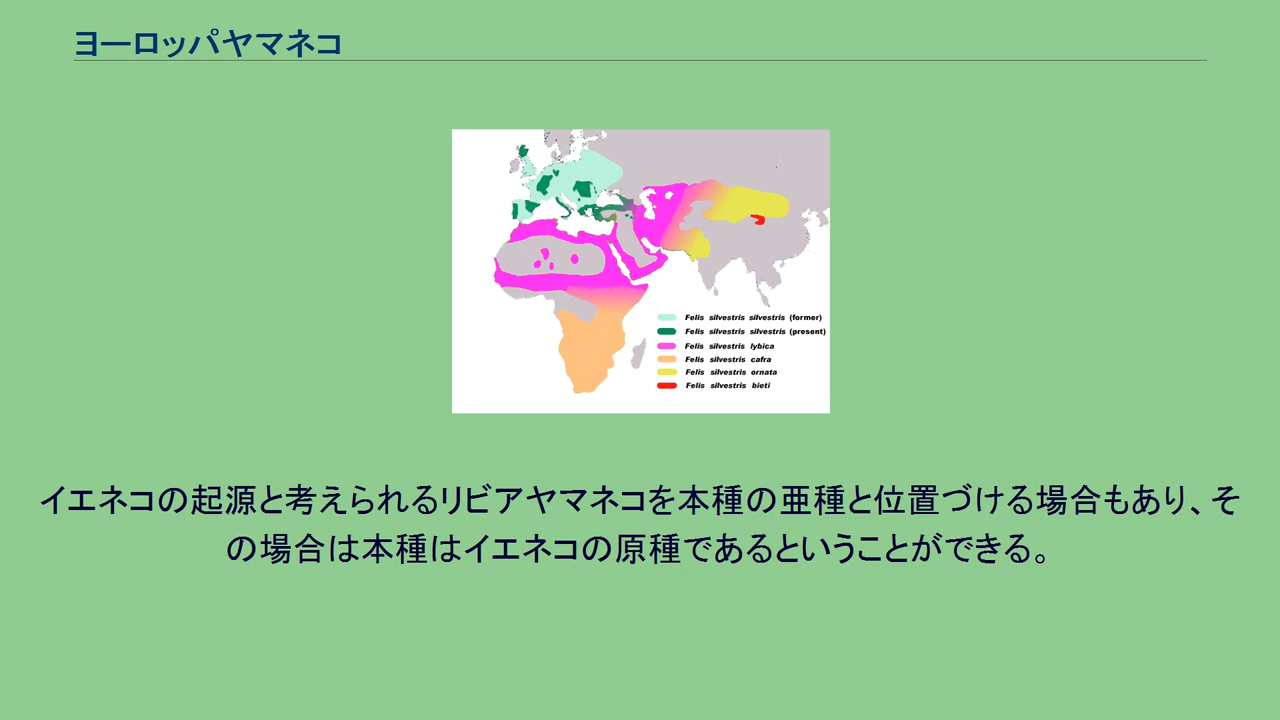 ヨーロッパヤマネコ
Felis silvestris silvestris (former)
Felis silvestris silvestris (present)
Felis silvestris lybica
Felis silvestris cafra
Felis silvestris ornata
Felis silvestris bieti
イエネコの起源と考えられるリビアヤマネコを本種の亜種と位置づける場合もあり、そ
の場合は本種はイエネコの原種であるということができる。